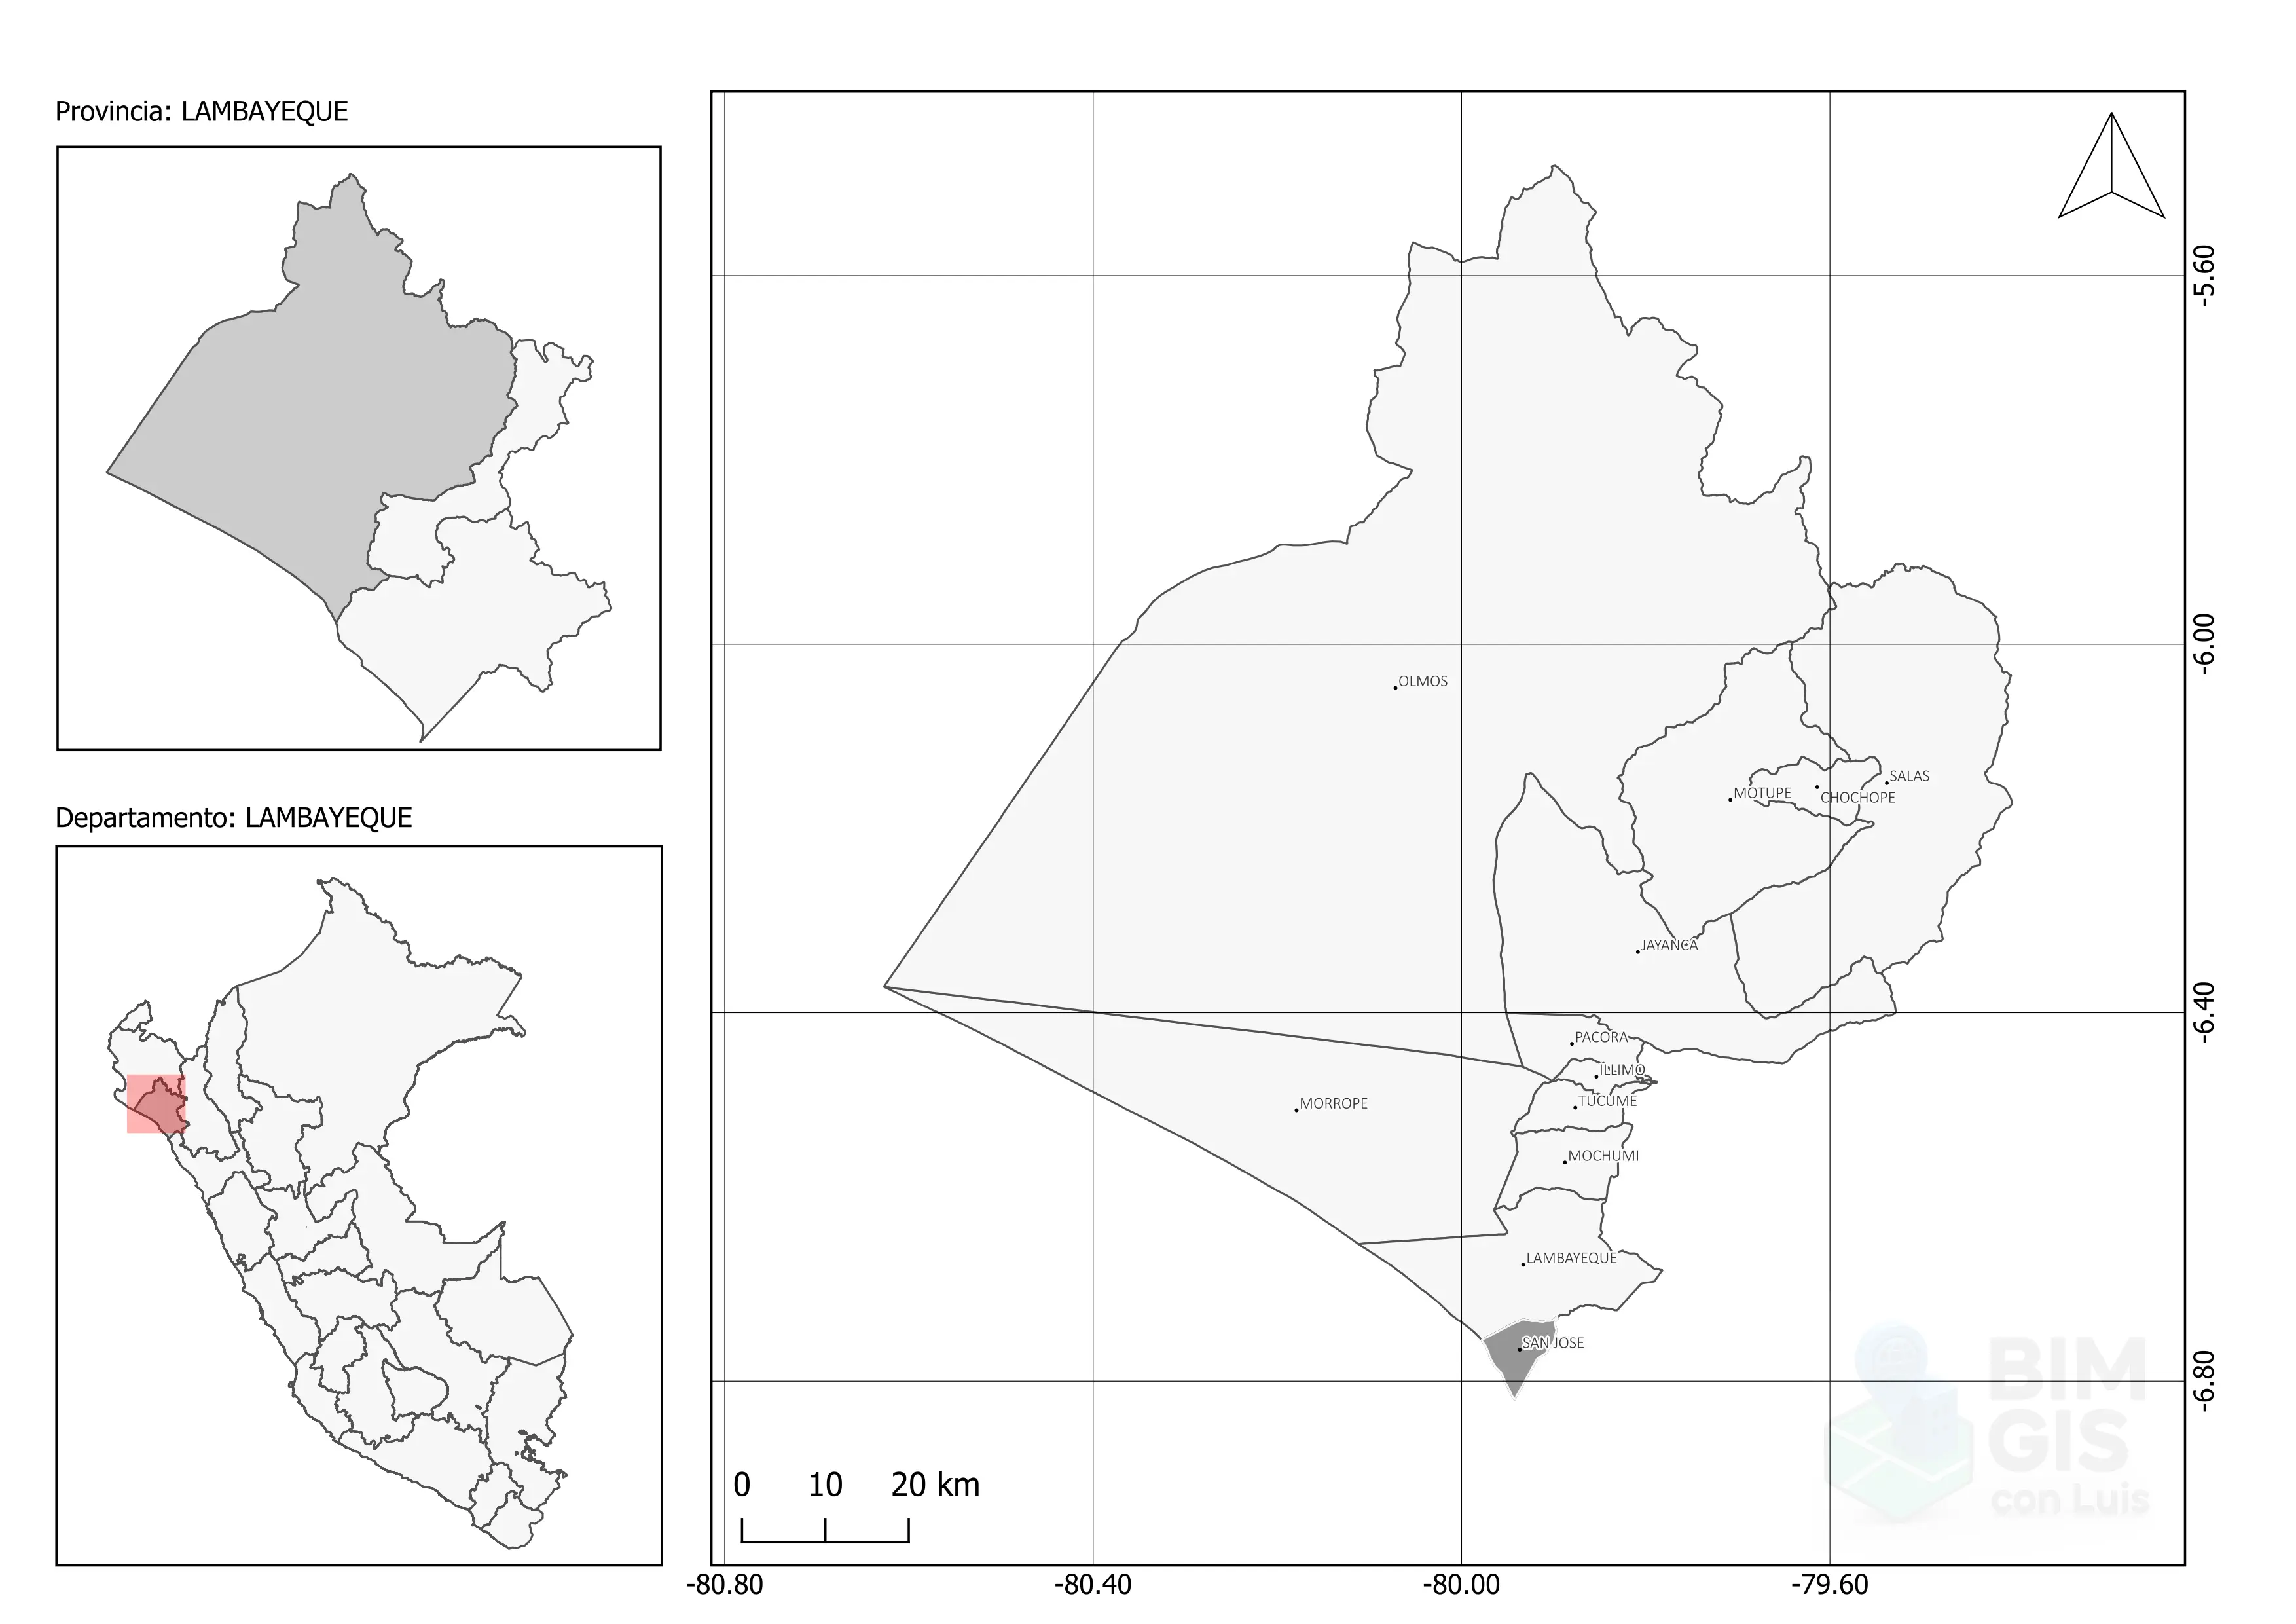 Provincia: LAMBAYEQUE
Departamento: LAMBAYEQUE
OLMOS
SALAS
MOTUPE
CHOCHOPE
JAYANCA
PACORA
ILLIMO
TUCUME
MORROPE
MOCHUMI
LAMBAYEQUE
SAN JOSE
-5.60
-6.00
-6.40
-6.80
BIM
GIS
con Luis
0 10 20 km
-80.80 -80.40 -80.00 -79.60